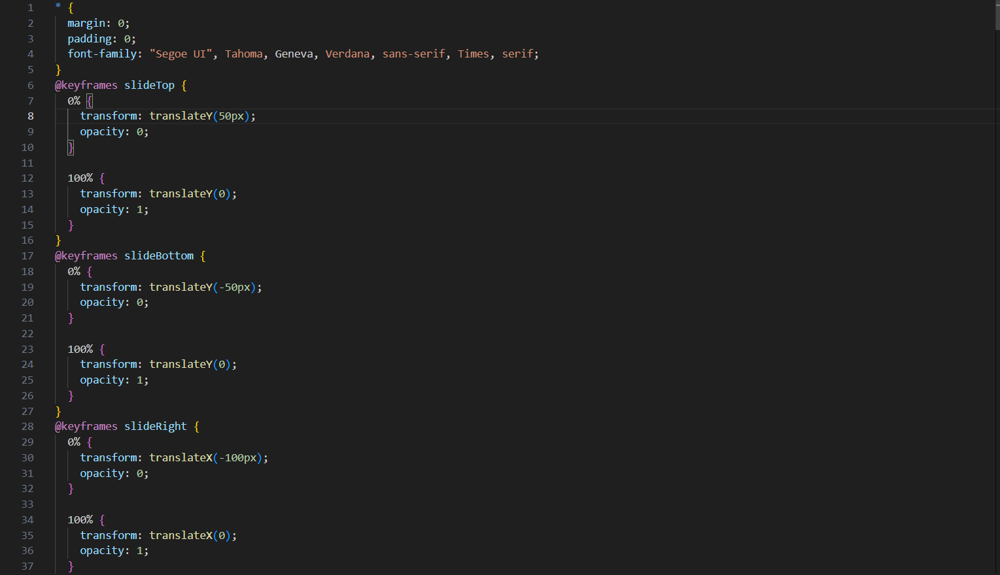 1 * {
2 margin: 0;
3 padding: 0;
4 font-family: "Segoe UI", Tahoma, Geneva, Verdana, sans-serif, Times, serif;
5 }
6 @keyframes slideTop {
7 0% {
8 transform: translateY(50px);
9 opacity: 0;
10 }
11
12 100% {
13 transform: translateY(0);
14 opacity: 1;
15 }
16 }
17 @keyframes slideBottom {
18 0% {
19 transform: translateY(-50px);
20 opacity: 0;
21 }
22
23 100% {
24 transform: translateY(0);
25 opacity: 1;
26 }
27 }
28 @keyframes slideRight {
29 0% {
30 transform: translateX(-100px);
31 opacity: 0;
32 }
33
34 100% {
35 transform: translateX(0);
36 opacity: 1;
37 }